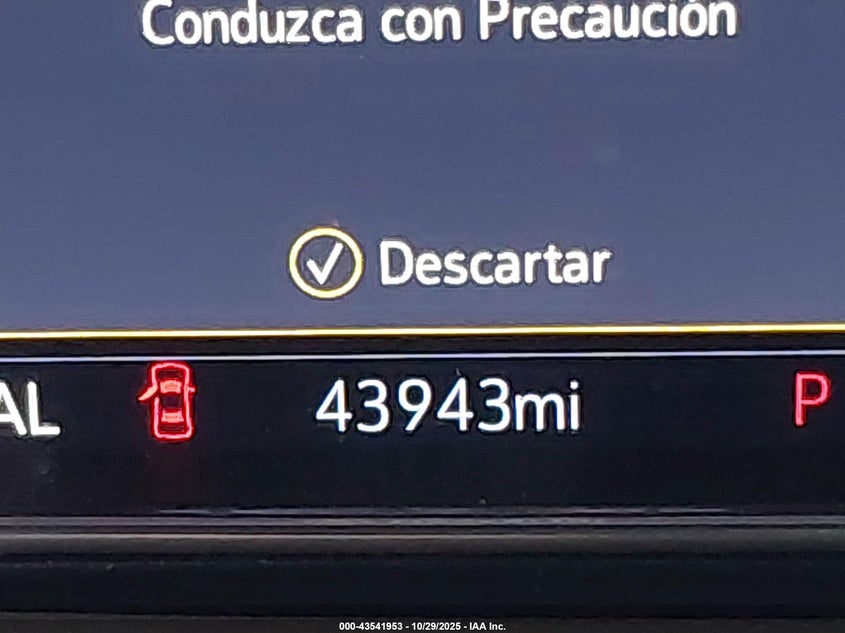 Conduzca con Precaución
Descartar
AL
43943mi
P
000-43541953 - 10/29/2025 - IAA Inc.